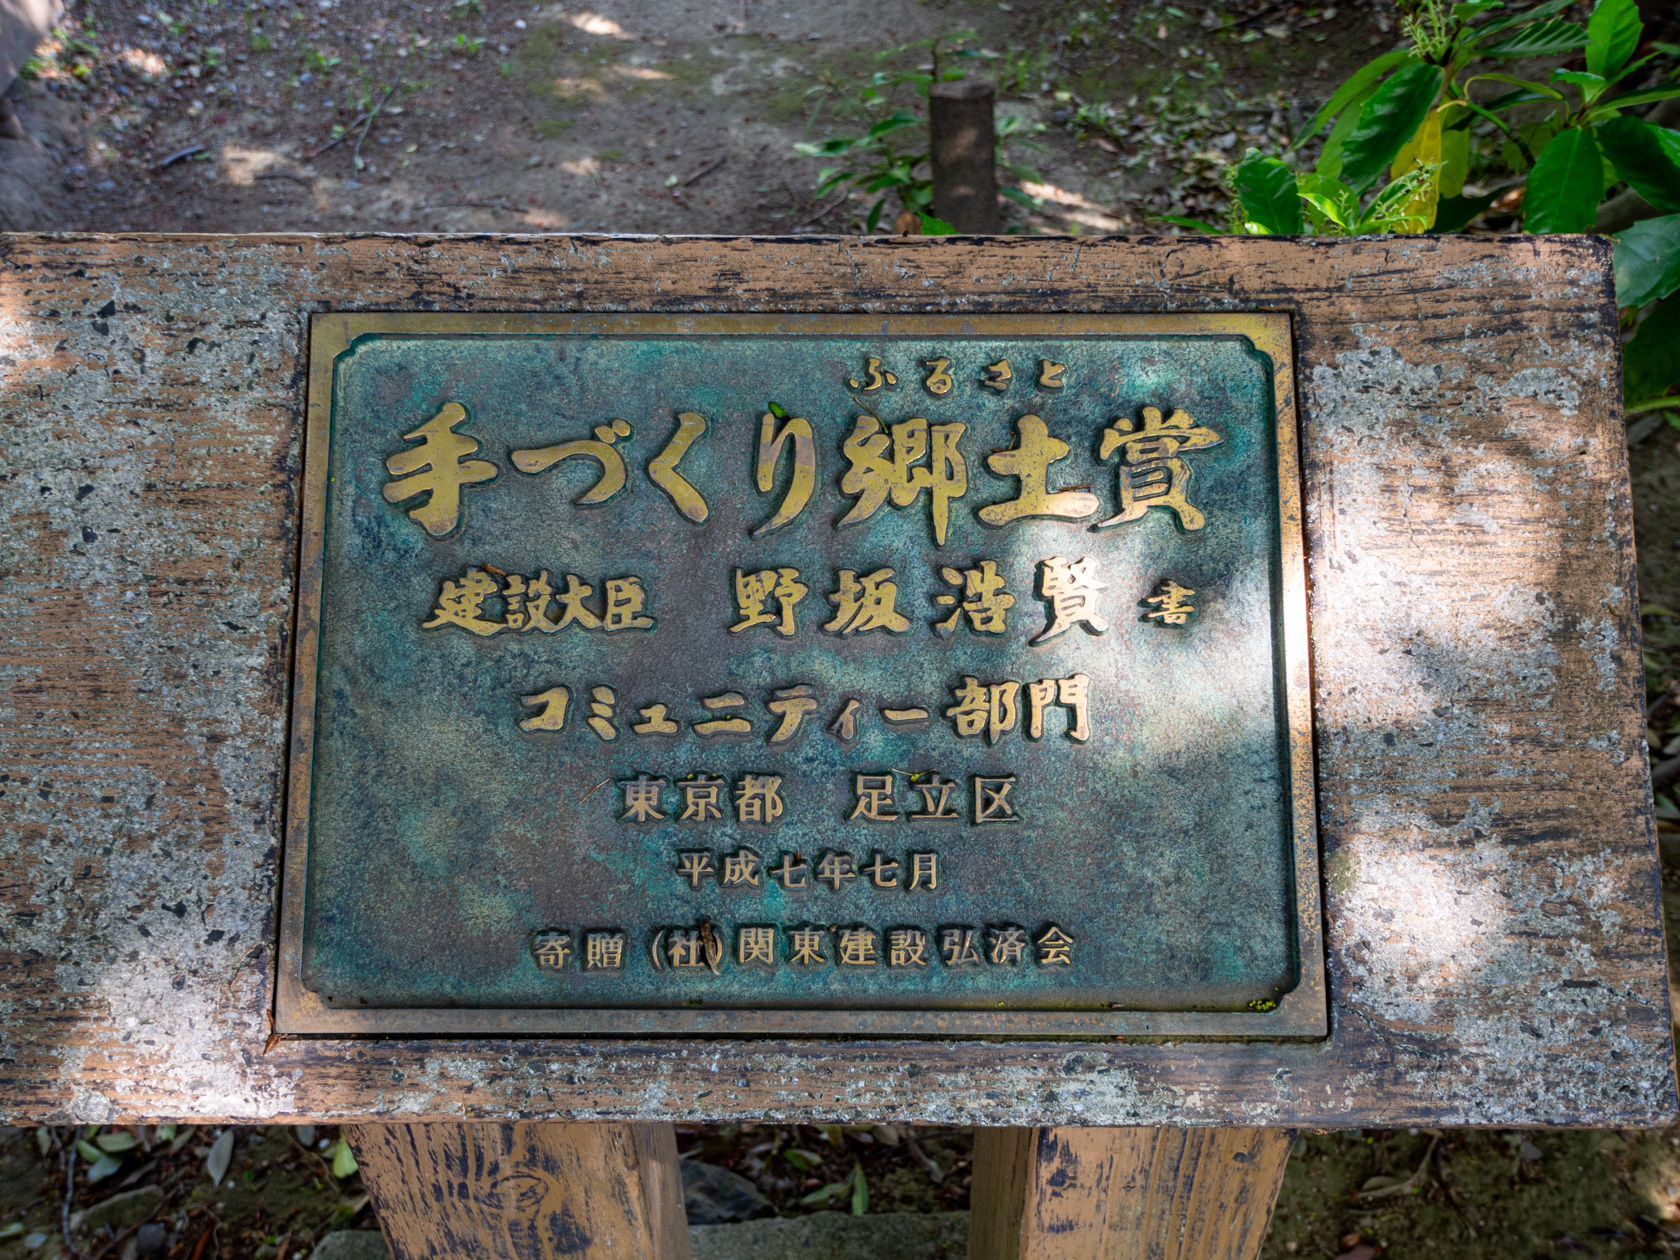 ふるさと
手づくり郷土賞
建設大臣 野坂浩賢 書
コミュニティー部門
東京都 足立区
平成七年七月
寄贈 (社)関東建設弘済会